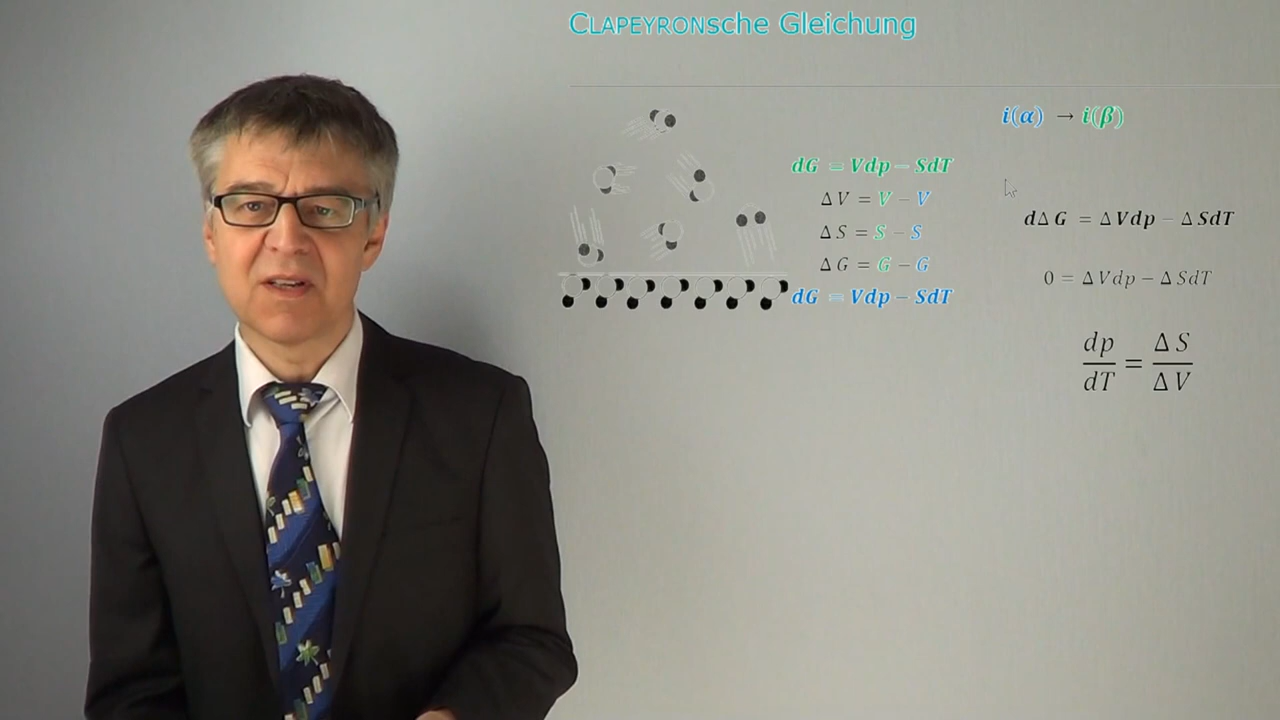 CLAPEYRONsche Gleichung
i(α) → i(β)
dG = Vdp − SdT
ΔV = V − V
ΔS = S − S
ΔG = G − G
dG = Vdp − SdT
dΔG = ΔVdp − ΔSdT
0 = ΔVdp − ΔSdT
dp/dT = ΔS/ΔV